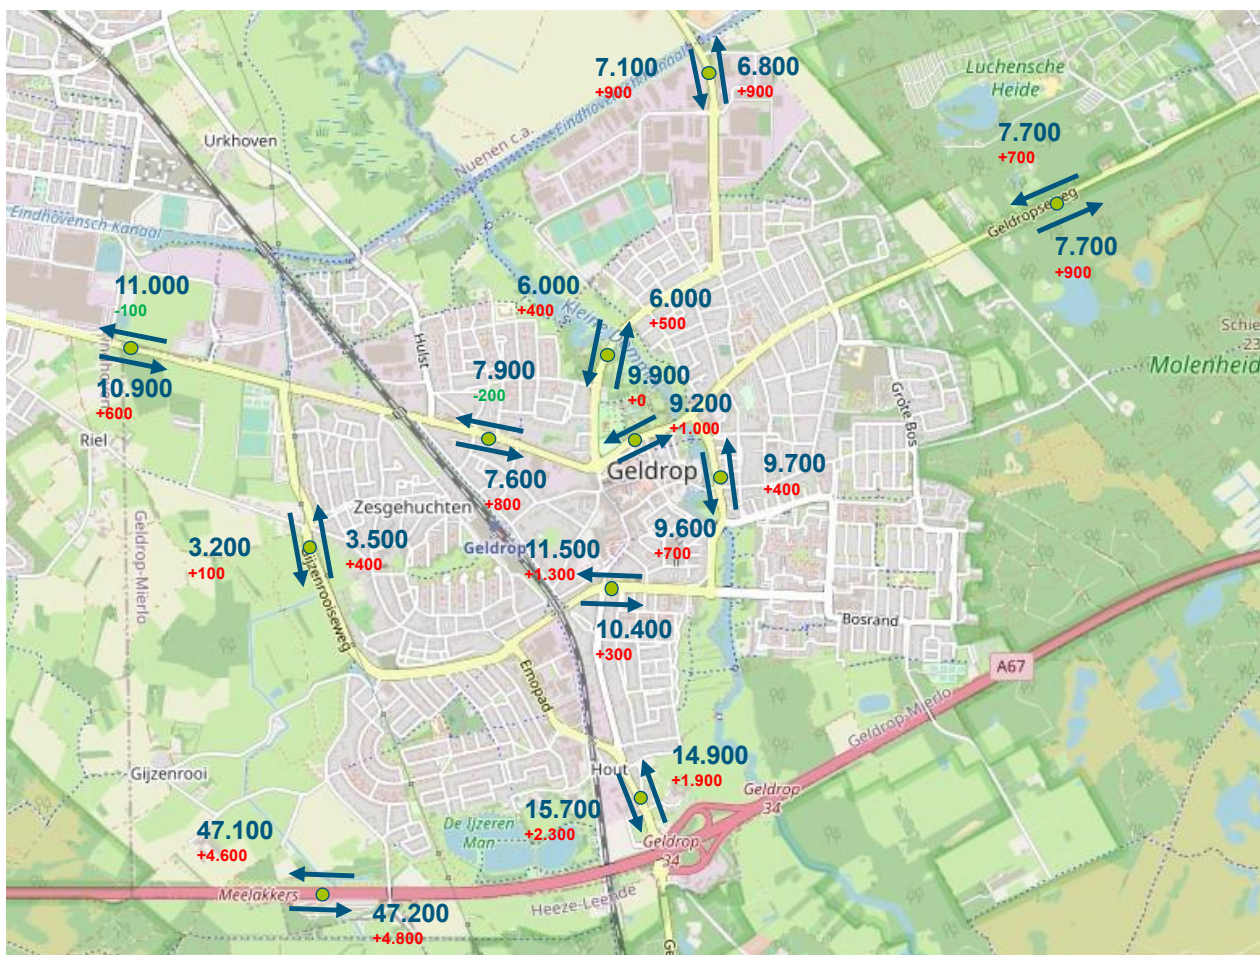 7.100
+900
6.800
+900
Luchensche
Heide
Urkhoven
Nuenen c.a.
Eindhovensch Kanaal
7.700
+700
Geldropseweg
7.700
+900
Eindhovensch Kanaal
11.000
-100
6.000
+400
6.000
+500
10.900
+600
Hulst
7.900
-200
9.900
+0
9.200
+1.000
Molenheid
Grote Bos
Riel
Geldrop
7.600
+800
9.700
+400
Zesgehuchten
9.600
+700
Geldrop-Mierlo
3.200
+100
3.500
+400
Geldrop
11.500
+1.300
Gijzenrooiseweg
10.400
+300
Bosrand
A67
Emopad
Geldrop-Mierlo
Gijzenrooi
Hout
14.900
+1.900
Geldrop
34
15.700
+2.300
De IJzeren
Man
Geldrop
34
47.100
+4.600
Meelakkers
Heeze-Leende
47.200
+4.800